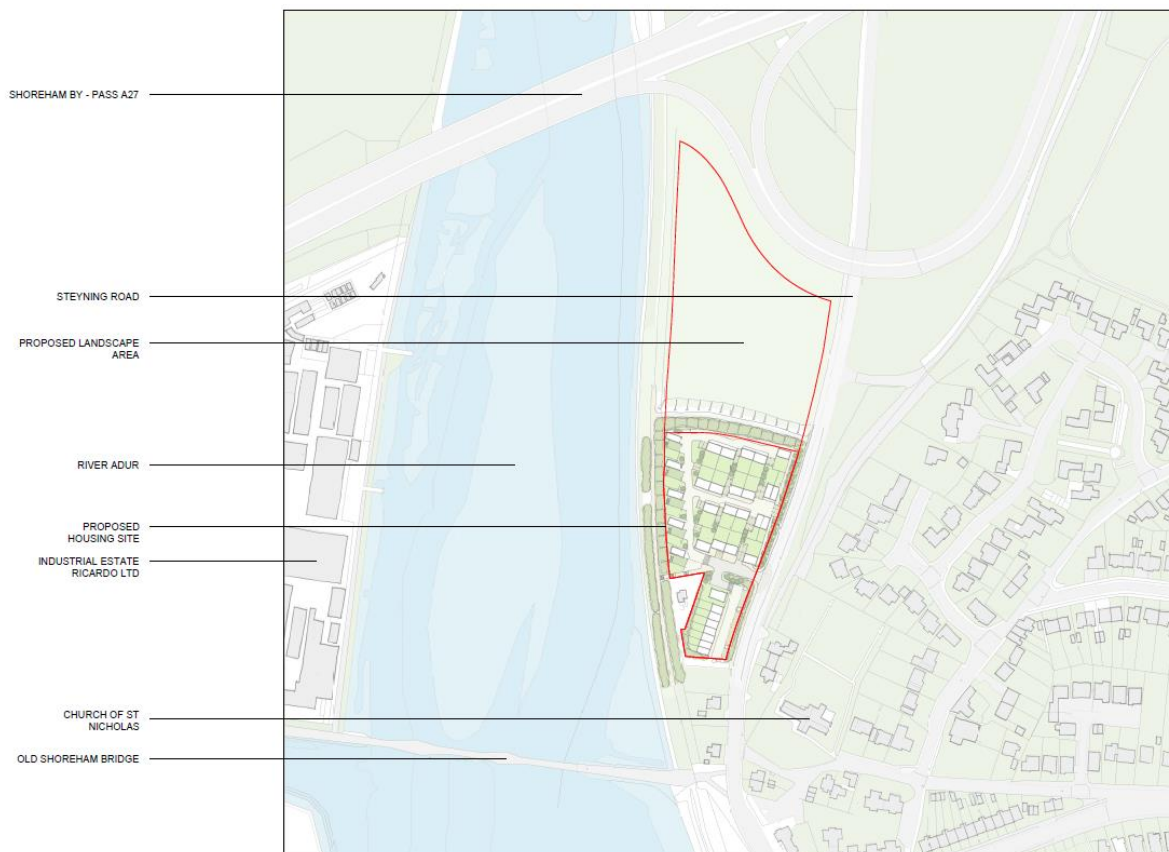 SHOREHAM BY - PASS A27
STEYNING ROAD
PROPOSED LANDSCAPE
AREA
RIVER ADUR
PROPOSED
HOUSING SITE
INDUSTRIAL ESTATE
RICARDO LTD
CHURCH OF ST
NICHOLAS
OLD SHOREHAM BRIDGE